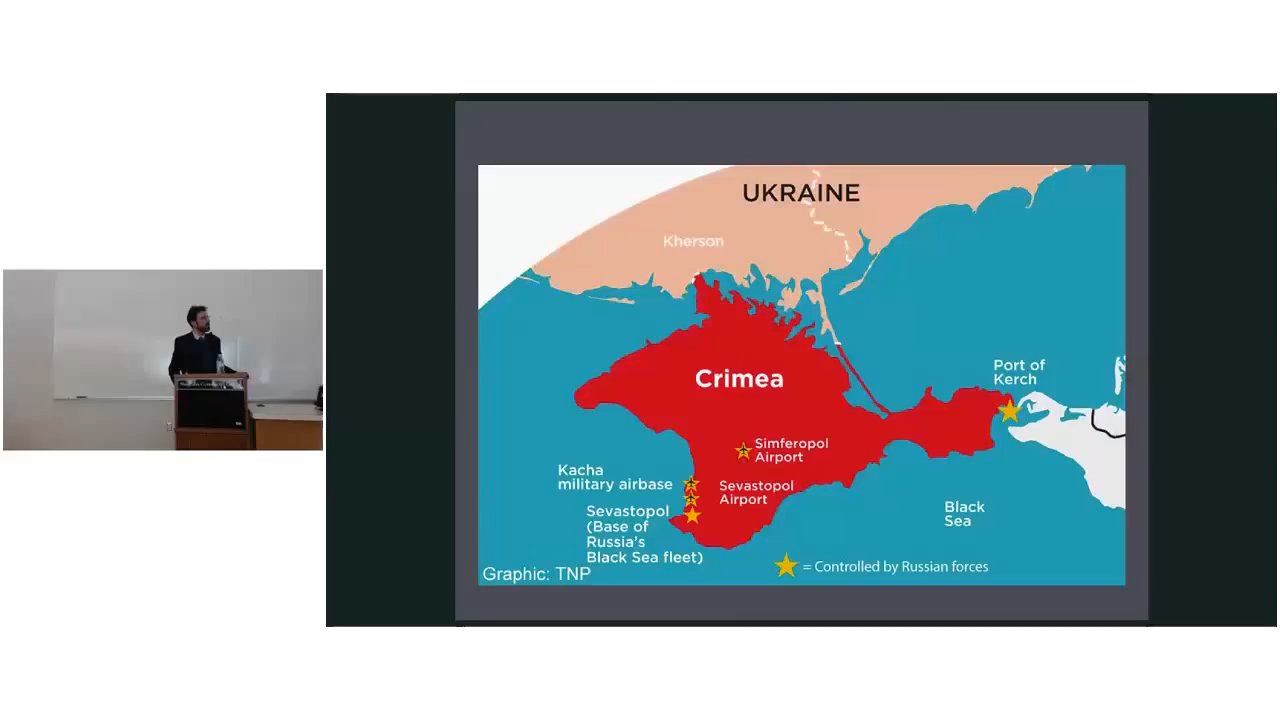 UKRAINE
Kherson
Port of
Kerch
Crimea
Simferopol
Airport
Kacha
military airbase
Sevastopol
Airport
Sevastopol
(Base of
Russia's
Black Sea fleet)
Black
Sea
= Controlled by Russian forces
Graphic: TNP